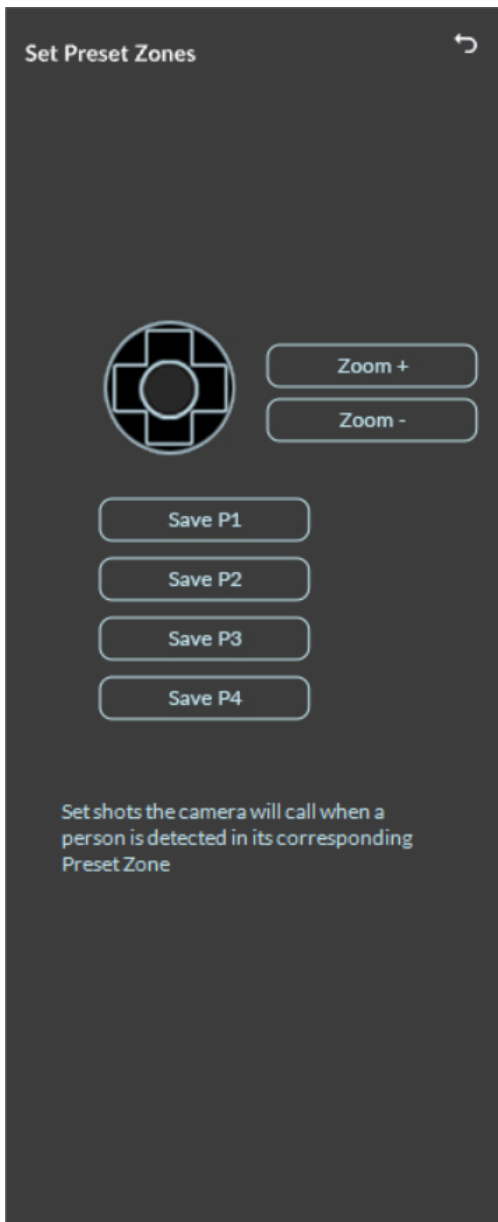 Set Preset Zones
Zoom +
Zoom -
Save P1
Save P2
Save P3
Save P4
Set shots the camera will call when a
person is detected in its corresponding
Preset Zone